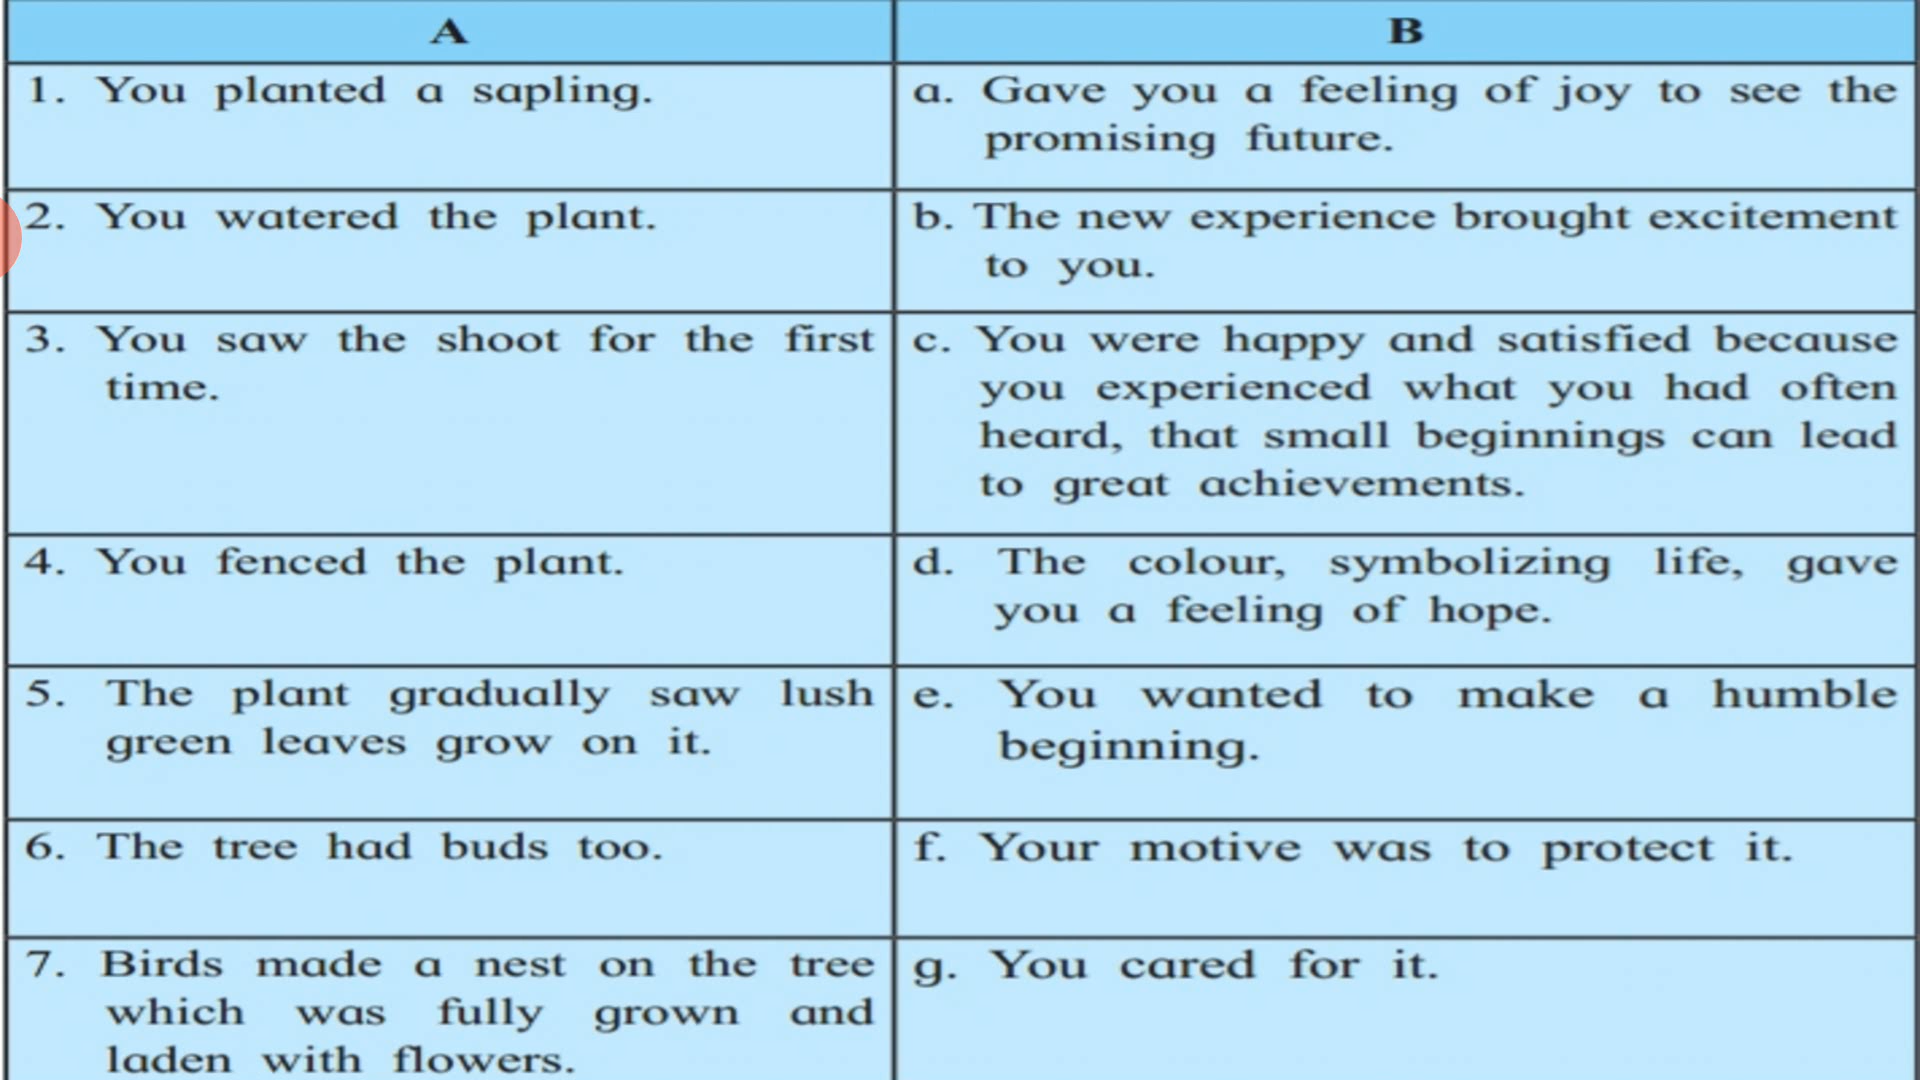 A
B
1. You planted a sapling.
a. Gave you a feeling of joy to see the
promising future.
2. You watered the plant.
b. The new experience brought excitement
to you.
3. You saw the shoot for the first
time.
c. You were happy and satisfied because
you experienced what you had often
heard, that small beginnings can lead
to great achievements.
4. You fenced the plant.
d. The colour, symbolizing life, gave
you a feeling of hope.
5. The plant gradually saw lush
green leaves grow on it.
e. You wanted to make a humble
beginning.
6. The tree had buds too.
f. Your motive was to protect it.
7. Birds made a nest on the tree
which was fully grown and
laden with flowers.
g. You cared for it.